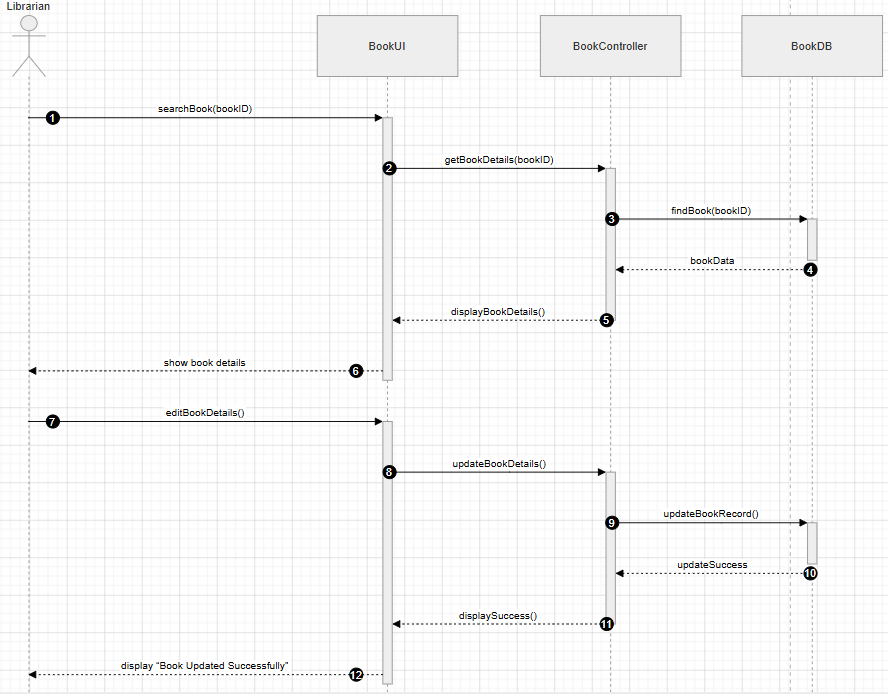 Librarian
BookUI
BookController
BookDB
1
searchBook(bookID)
2
getBookDetails(bookID)
3
findBook(bookID)
bookData
4
displayBookDetails()
5
show book details
6
7
editBookDetails()
8
updateBookDetails()
9
updateBookRecord()
updateSuccess
10
displaySuccess()
11
display "Book Updated Successfully"
12